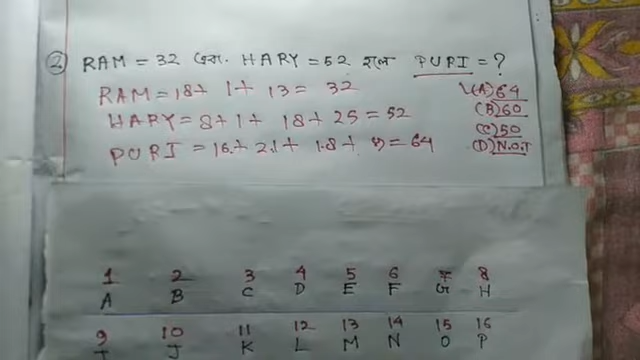 ② RAM = 32 এবং HARY = 52 হলে PURI = ?
RAM = 18 + 1 + 13 = 32
HARY = 8 + 1 + 18 + 25 = 52
PURI = 16 + 21 + 18 + 9 = 64
(A) 64
(B) 60
(C) 50
(D) N.O.T
1 2 3 4 5 6 7 8
A B C D E F G H
9 10 11 12 13 14 15 16
I J K L M N O P